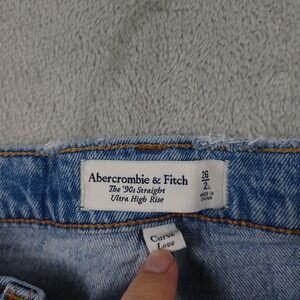 Abercrombie & Fitch
The '90s Straight
Ultra High Rise
26
2
MADE IN
Curve
Love